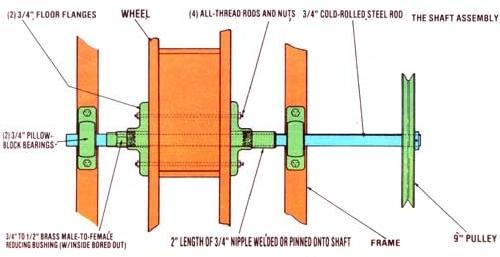 (2) 3/4" FLOOR FLANGES
WHEEL
(4) ALL-THREAD RODS AND NUTS
3/4" COLD-ROLLED STEEL ROD
THE SHAFT ASSEMBLY
(2) 3/4" PILLOW-
BLOCK BEARINGS
3/4" TO 1/2" BRASS MALE-TO-FEMALE
REDUCING BUSHING (W/INSIDE BORED OUT)
2" LENGTH OF 3/4" NIPPLE WELDED OR PINNED ONTO SHAFT
FRAME
9" PULLEY